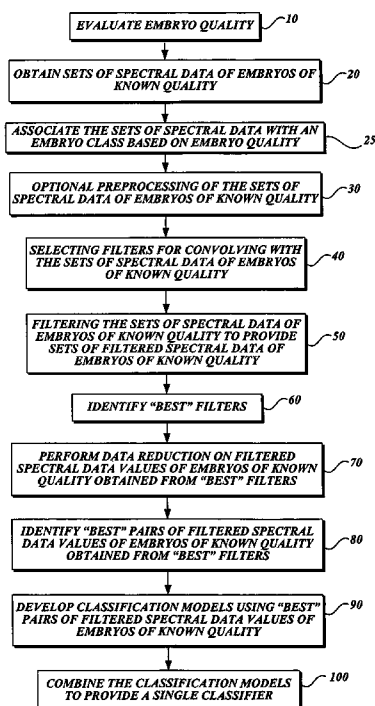 EVALUATE EMBRYO QUALITY
10
OBTAIN SETS OF SPECTRAL DATA OF EMBRYOS OF
KNOWN QUALITY
20
ASSOCIATE THE SETS OF SPECTRAL DATA WITH AN
EMBRYO CLASS BASED ON EMBRYO QUALITY
25
OPTIONAL PREPROCESSING OF THE SETS OF
SPECTRAL DATA OF EMBRYOS OF KNOWN QUALITY
30
SELECTING FILTERS FOR CONVOLVING WITH
THE SETS OF SPECTRAL DATA OF EMBRYOS
OF KNOWN QUALITY
40
FILTERING THE SETS OF SPECTRAL DATA OF
EMBRYOS OF KNOWN QUALITY TO PROVIDE
SETS OF FILTERED SPECTRAL DATA OF
EMBRYOS OF KNOWN QUALITY
50
IDENTIFY "BEST" FILTERS
60
PERFORM DATA REDUCTION ON FILTERED
SPECTRAL DATA VALUES OF EMBRYOS OF KNOWN
QUALITY OBTAINED FROM "BEST" FILTERS
70
IDENTIFY "BEST" PAIRS OF FILTERED SPECTRAL
DATA VALUES OF EMBRYOS OF KNOWN QUALITY
OBTAINED FROM "BEST" FILTERS
80
DEVELOP CLASSIFICATION MODELS USING "BEST"
PAIRS OF FILTERED SPECTRAL DATA VALUES OF
EMBRYOS OF KNOWN QUALITY
90
COMBINE THE CLASSIFICATION MODELS
TO PROVIDE A SINGLE CLASSIFIER
100